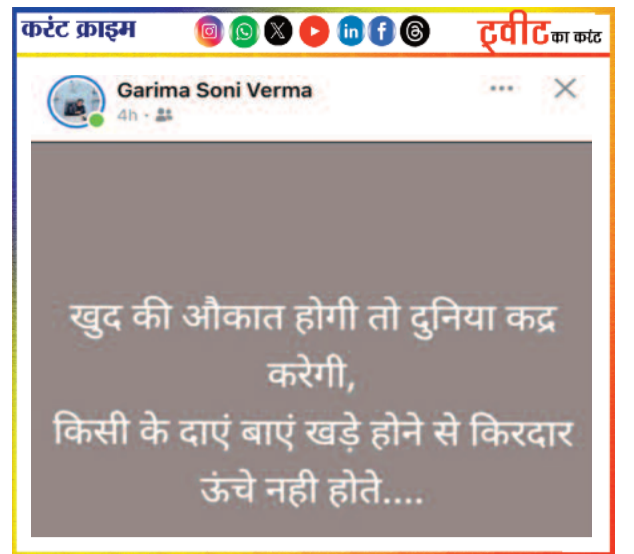 करंट क्राइम
ट्वीट का करंट
Garima Soni Verma
4h
खुद की औकात होगी तो दुनिया कद्र
करेगी,
किसी के दाएं बाएं खड़े होने से किरदार
ऊंचे नही होते....